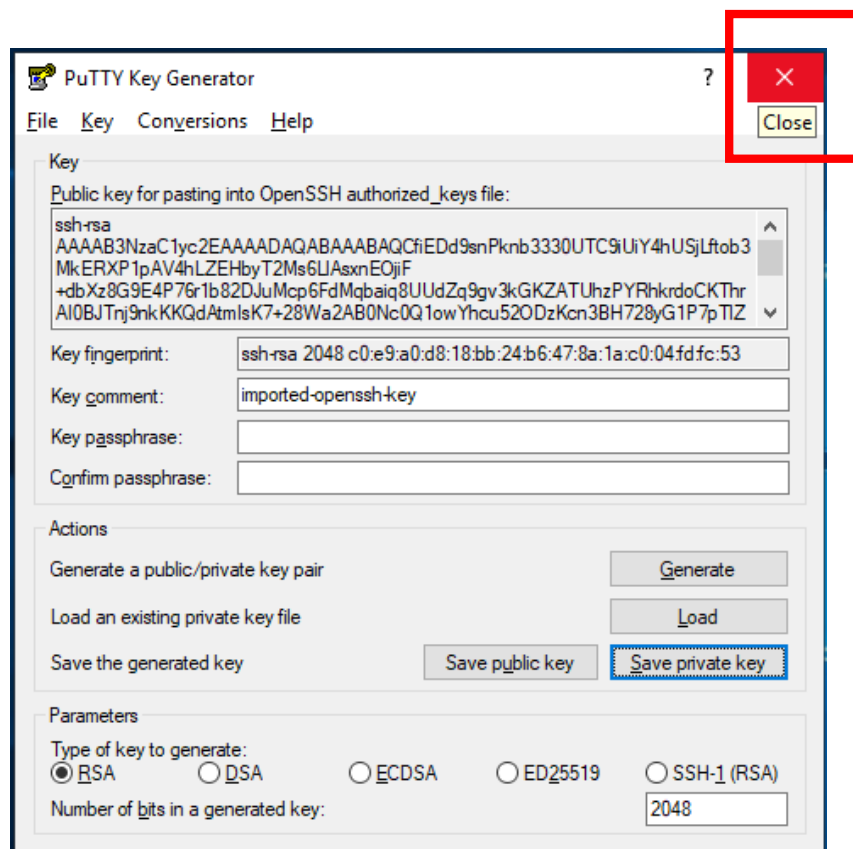 PuTTY Key Generator ?
Close
File Key Conversions Help
Key
Public key for pasting into OpenSSH authorized_keys file:
ssh-rsa
AAAAB3NzaC1yc2EAAAADAQABAAABAQCfiEDd9snPknb3330UTC9iUiY4hUSjLftob3
MkERXP1pAV4hLZEHbyT2Ms6LlAsxnEOjiF
+dbXz8G9E4P76r1b82DJuMcp6FdMqbaiq8UUdZq9gv3kGKZATUhzPYRhkrdoCKThr
AI0BJTnj9nkKKQdAtmIsK7+28Wa2AB0Nc0Q1owYhcu52ODzKcn3BH728yG1P7pTIZ
Key fingerprint: ssh-rsa 2048 c0:e9:a0:d8:18:bb:24:b6:47:8a:1a:c0:04:fd:fc:53
Key comment: imported-openssh-key
Key passphrase:
Confirm passphrase:
Actions
Generate a public/private key pair Generate
Load an existing private key file Load
Save the generated key Save public key Save private key
Parameters
Type of key to generate:
RSA DSA ECDSA ED25519 SSH-1 (RSA)
Number of bits in a generated key: 2048